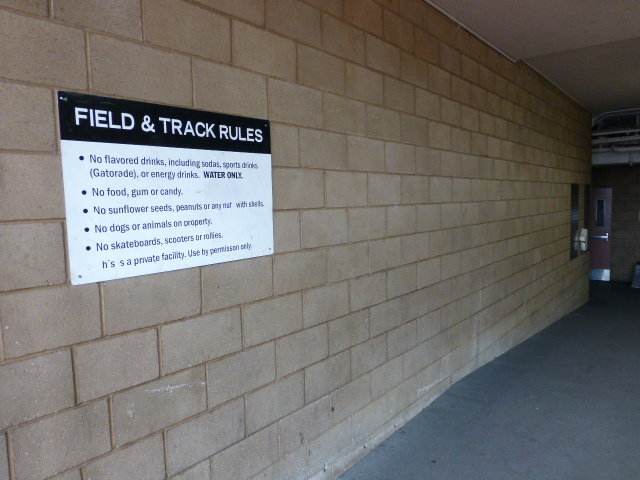 FIELD & TRACK RULES
• No flavored drinks, including sodas, sports drinks
(Gatorade), or energy drinks. WATER ONLY.
• No food, gum or candy.
• No sunflower seeds, peanuts or any nut with shells.
• No dogs or animals on property.
• No skateboards, scooters or rollies.
h s s a private facility. Use by permisson only.